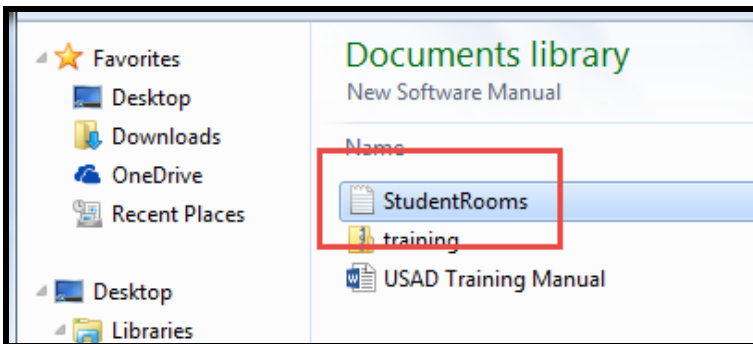 Favorites
Desktop
Downloads
OneDrive
Recent Places
Desktop
Libraries
Documents library
New Software Manual
Name
StudentRooms
training
USAD Training Manual